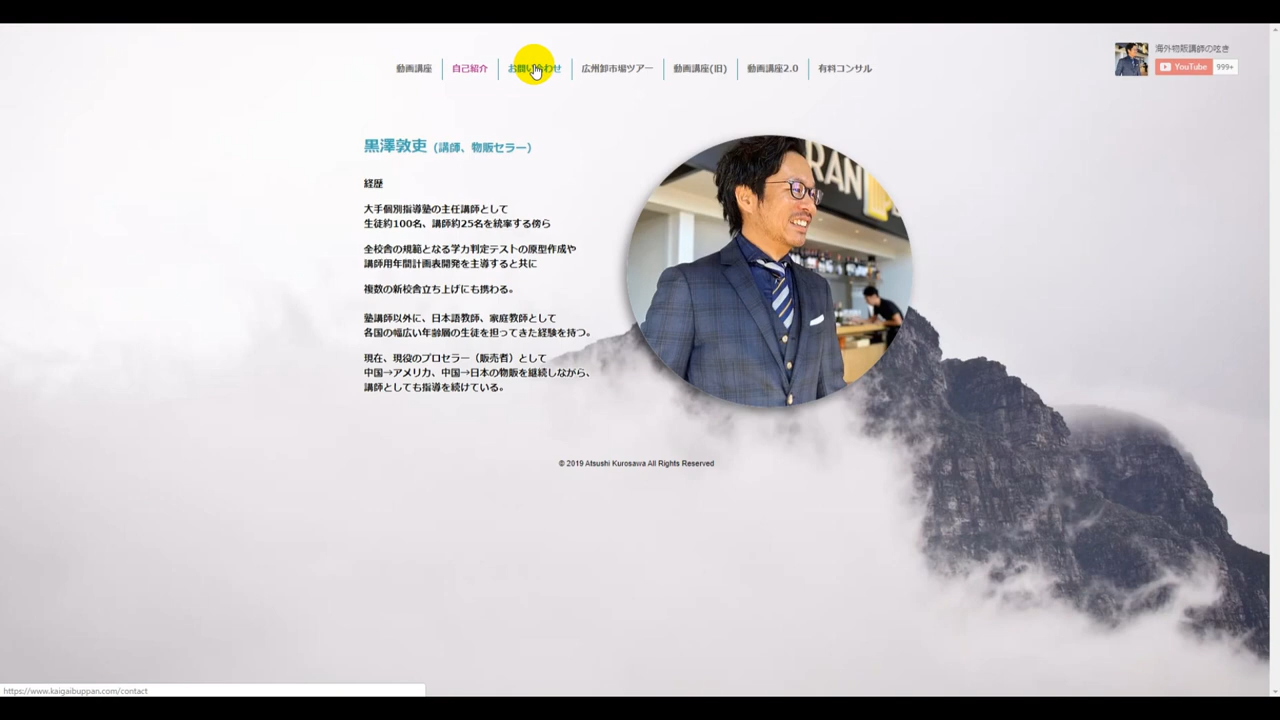 動画講座
自己紹介
お問い合わせ
広州卸市場ツアー
動画講座(旧)
動画講座2.0
有料コンサル
海外物販講師の呟き
YouTube
999+
黒澤敦吏（講師、物販セラー）
経歴
大手個別指導塾の主任講師として
生徒約100名、講師約25名を統率する傍ら
全校舎の規範となる学力判定テストの原型作成や
講師用年間計画表開発を主導すると共に
複数の新校舎立ち上げにも携わる。
塾講師以外に、日本語教師、家庭教師として
各国の幅広い年齢層の生徒を担ってきた経験を持つ。
現在、現役のプロセラー（販売者）として
中国→アメリカ、中国→日本の物販を継続しながら、
講師としても指導を続けている。
RAN
© 2019 Atsushi Kurosawa All Rights Reserved
https://www.kaigaibuppan.com/contact